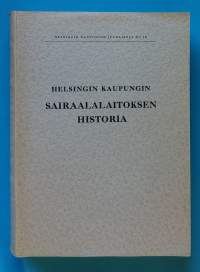 HELSINGIN KAUPUNGIN
SAIRAALALAITOKSEN
HISTORIA